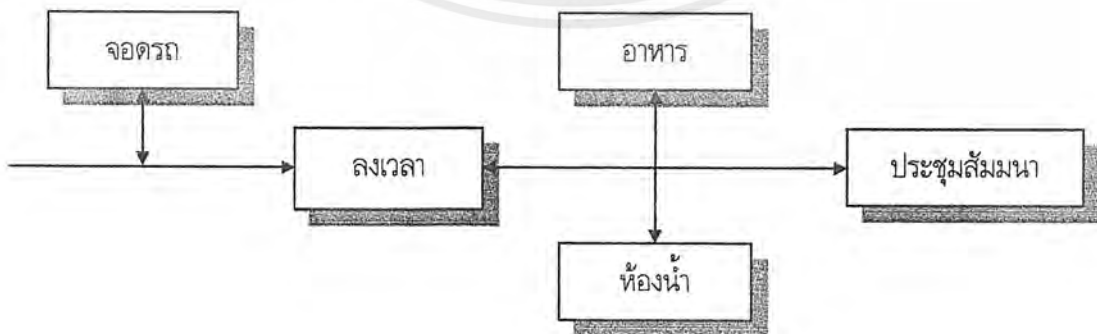 จอดรถ
อาหาร
ลงเวลา
ประชุมสัมมนา
ห้องน้ำ